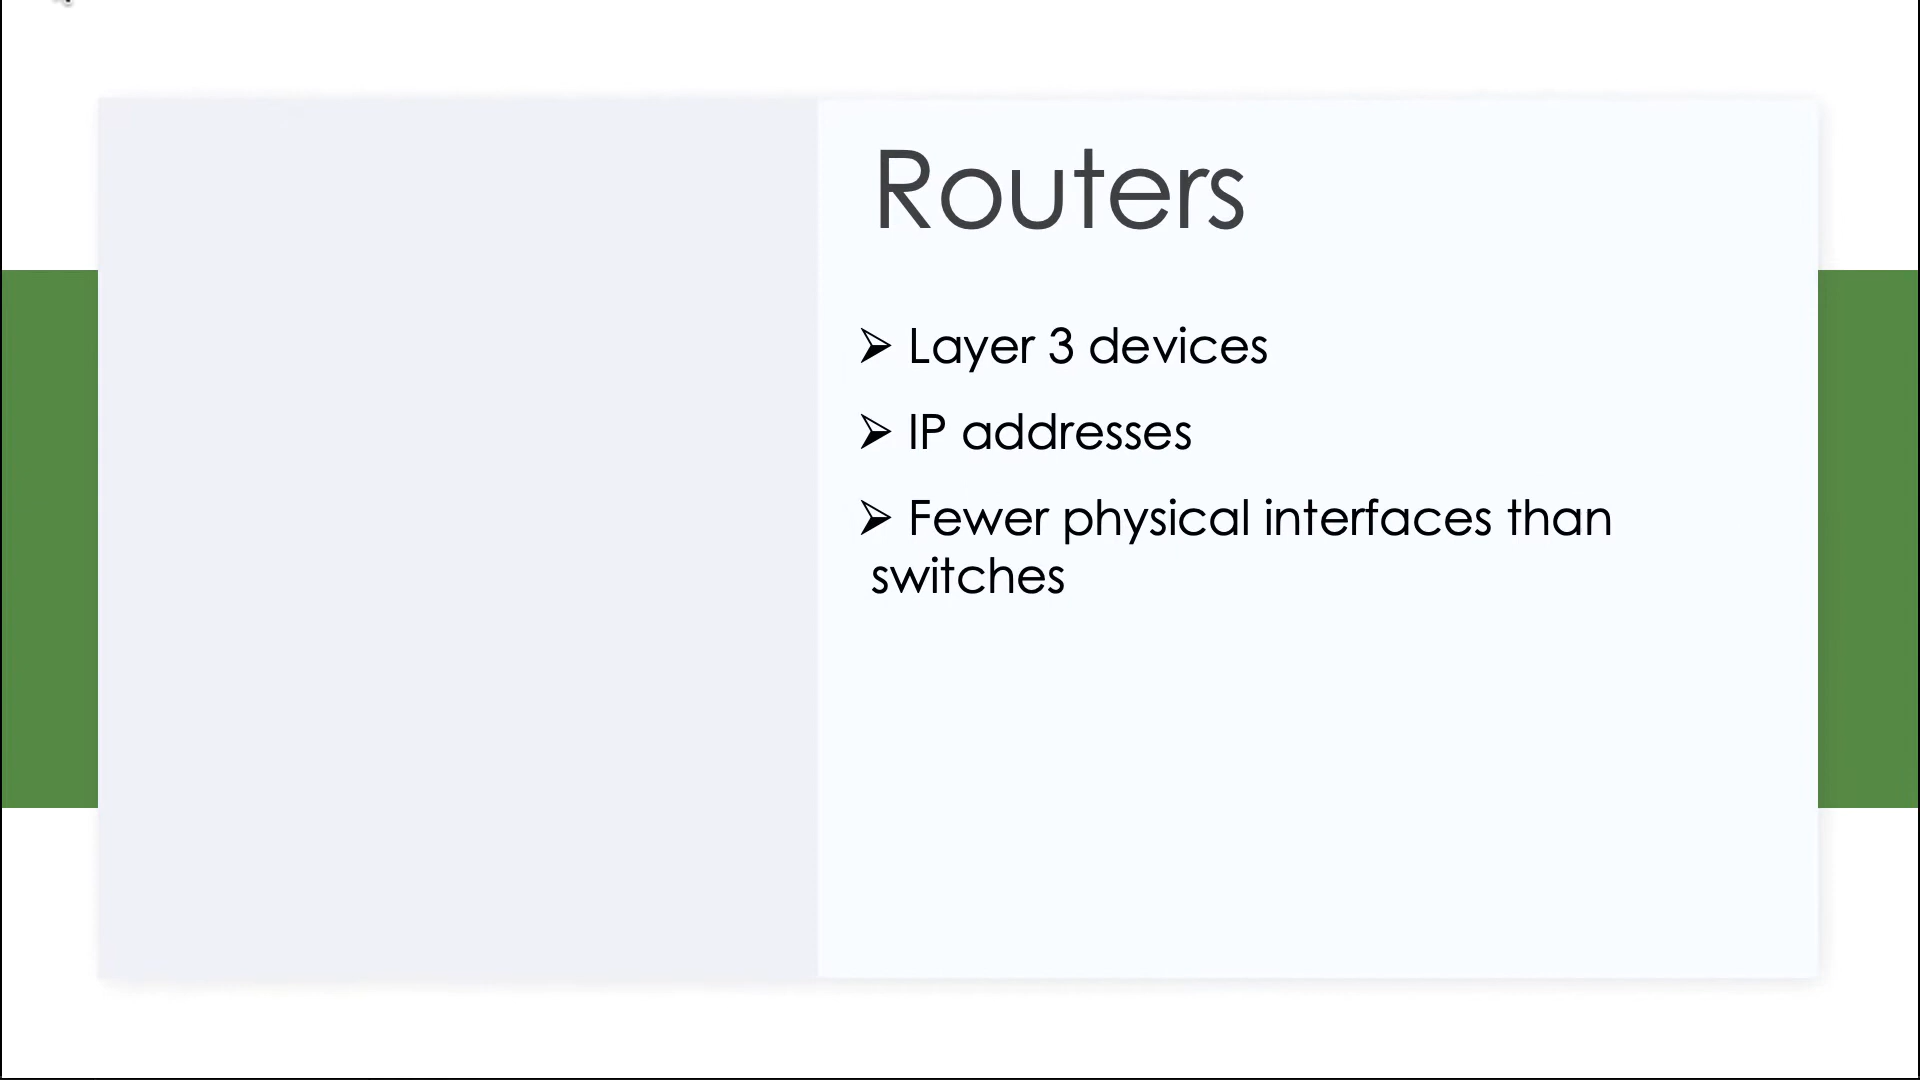 Routers
➢ Layer 3 devices
➢ IP addresses
➢ Fewer physical interfaces than
switches